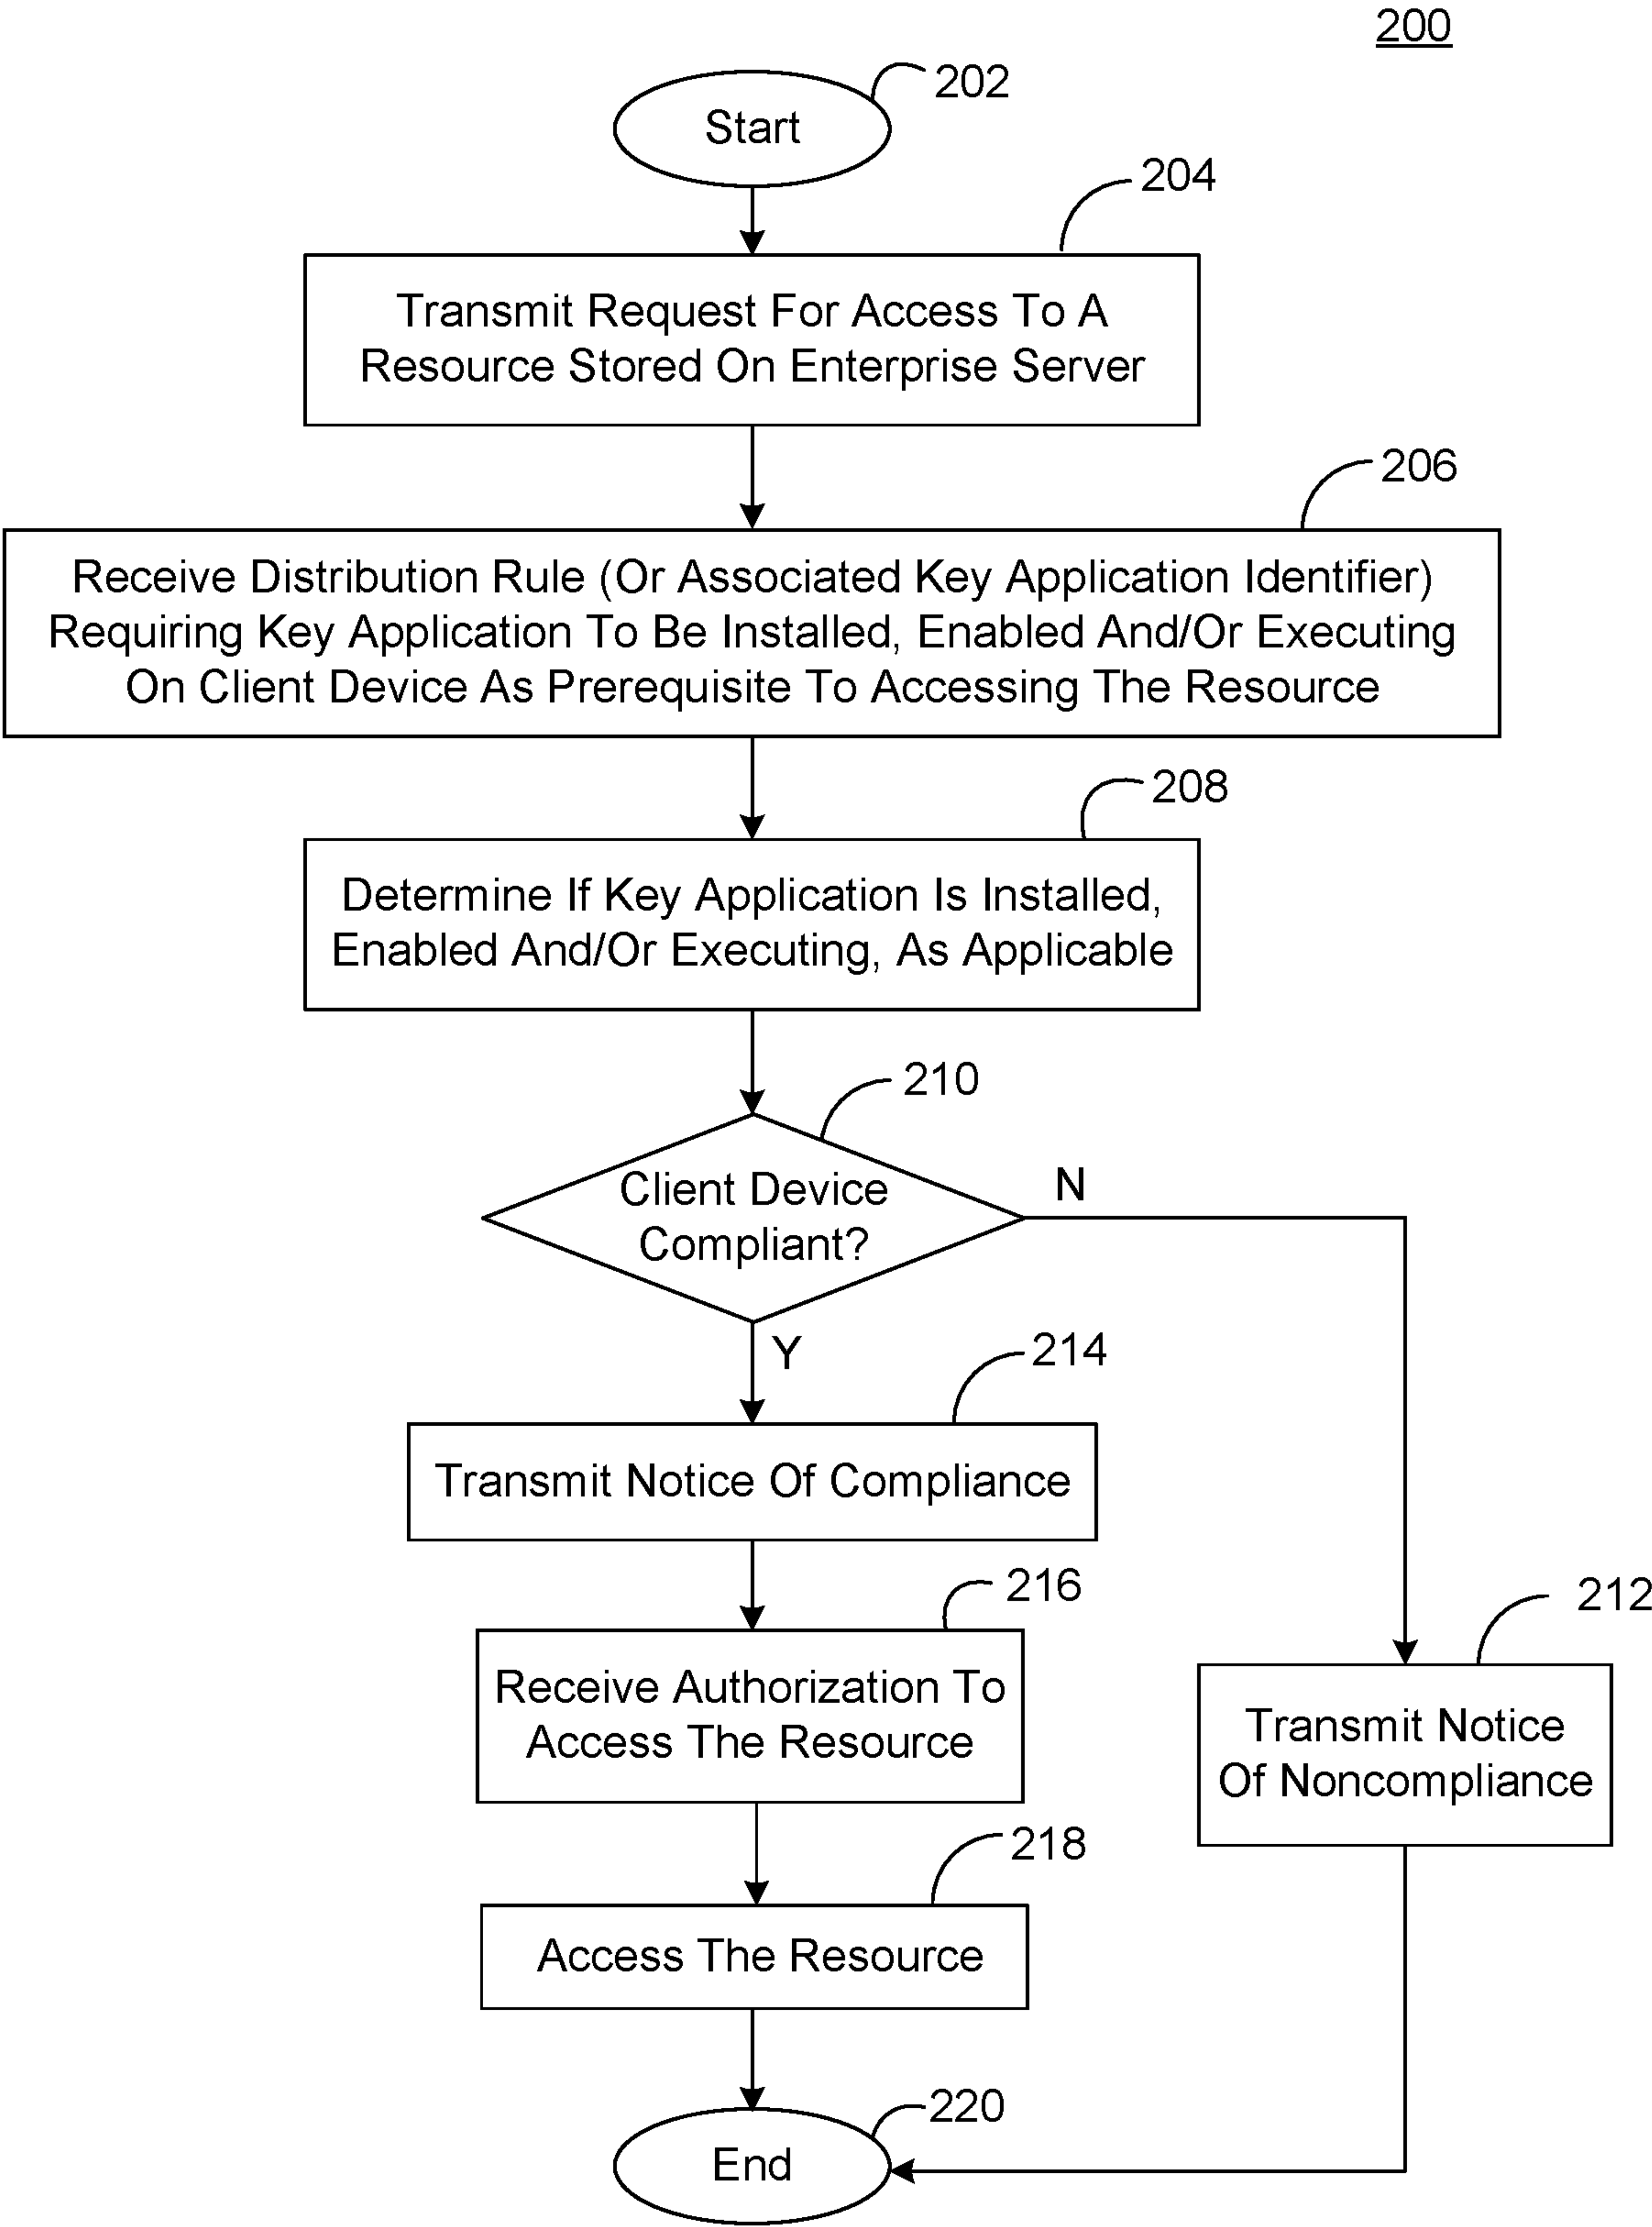 200
202
Start
204
Transmit Request For Access To A
Resource Stored On Enterprise Server
206
Receive Distribution Rule (Or Associated Key Application Identifier)
Requiring Key Application To Be Installed, Enabled And/Or Executing
On Client Device As Prerequisite To Accessing The Resource
208
Determine If Key Application Is Installed,
Enabled And/Or Executing, As Applicable
210
Client Device
Compliant?
N
Y
214
Transmit Notice Of Compliance
216
Receive Authorization To
Access The Resource
212
Transmit Notice
Of Noncompliance
218
Access The Resource
220
End